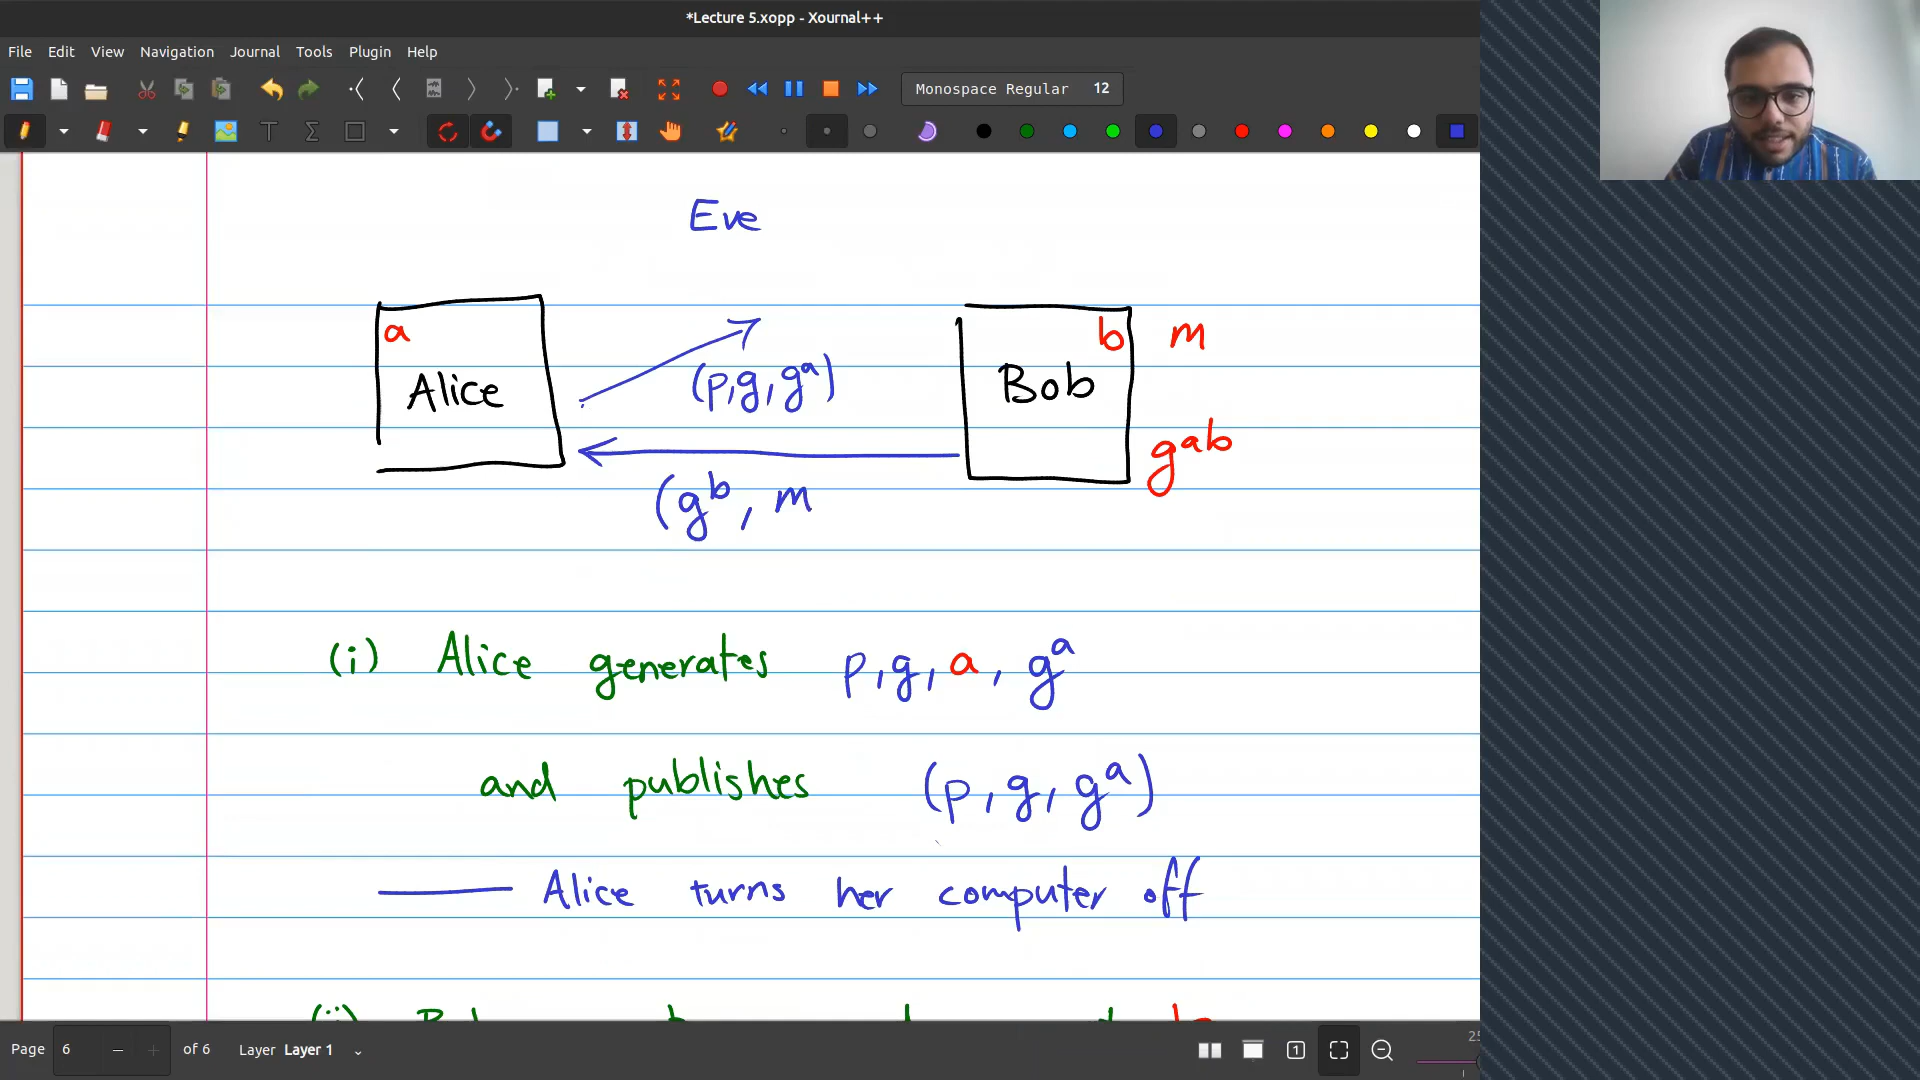 *Lecture 5.xopp - Xournal++
File Edit View Navigation Journal Tools Plugin Help
Monospace Regular 12
Eve
a
b m
(p,g,g^a)
Alice
Bob
g^ab
(g^b, m
(i) Alice generates p,g,a, g^a
and publishes (p, g, g^a)
Alice turns her computer off
(ii)
Page 6 of 6 Layer Layer 1